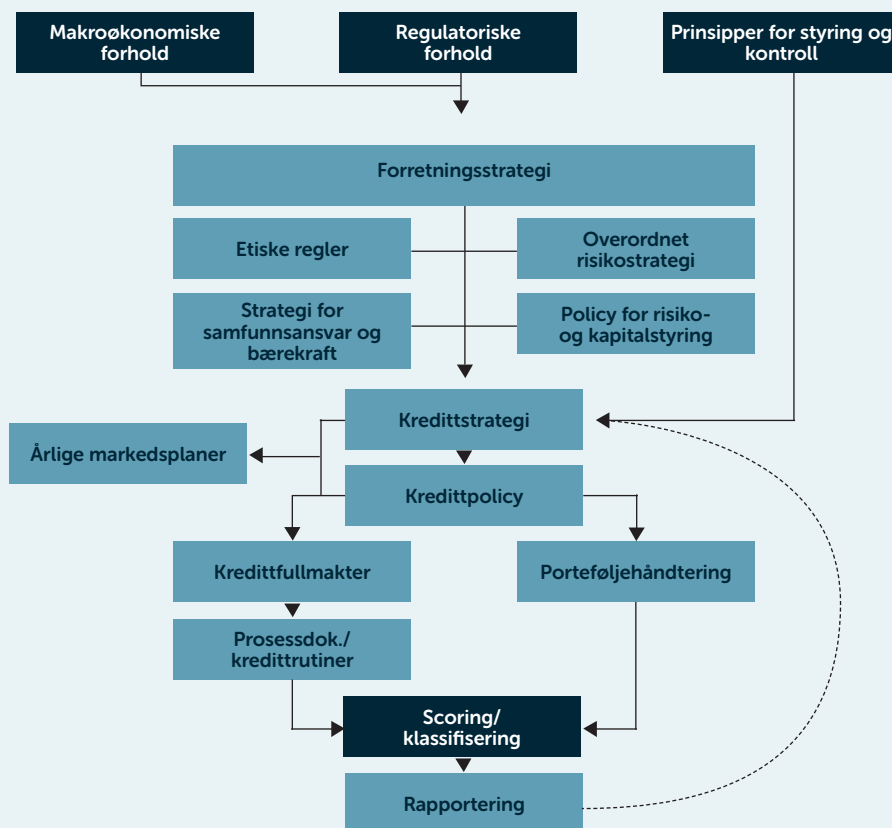 Makroøkonomiske
forhold
Regulatoriske
forhold
Prinsipper for styring og
kontroll
Forretningsstrategi
Etiske regler
Overordnet
risikostrategi
Strategi for
samfunnsansvar og
bærekraft
Policy for risiko-
og kapitalstyring
Kredittstrategi
Årlige markedsplaner
Kredittpolicy
Kredittfullmakter
Porteføljehåndtering
Prosessdok./
kredittrutiner
Scoring/
klassifisering
Rapportering